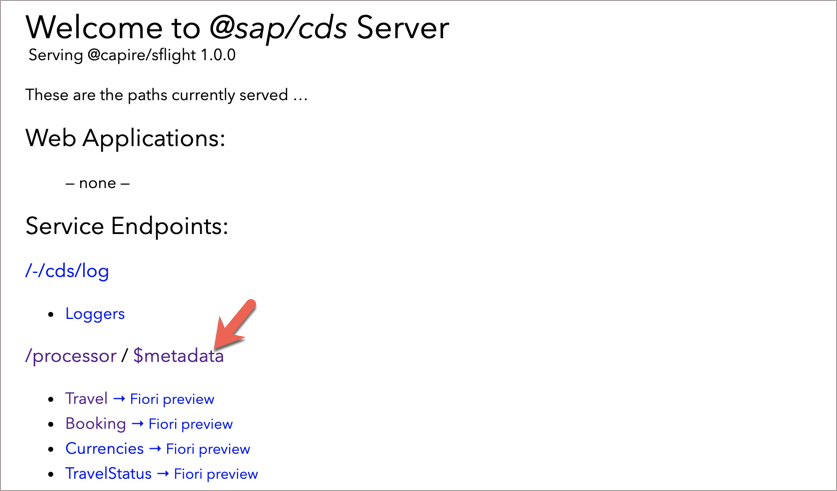 Welcome to @sap/cds Server
Serving @capire/sflight 1.0.0
These are the paths currently served …
Web Applications:
— none —
Service Endpoints:
/-/cds/log
• Loggers
/processor / $metadata
• Travel → Fiori preview
• Booking → Fiori preview
• Currencies → Fiori preview
• TravelStatus → Fiori preview